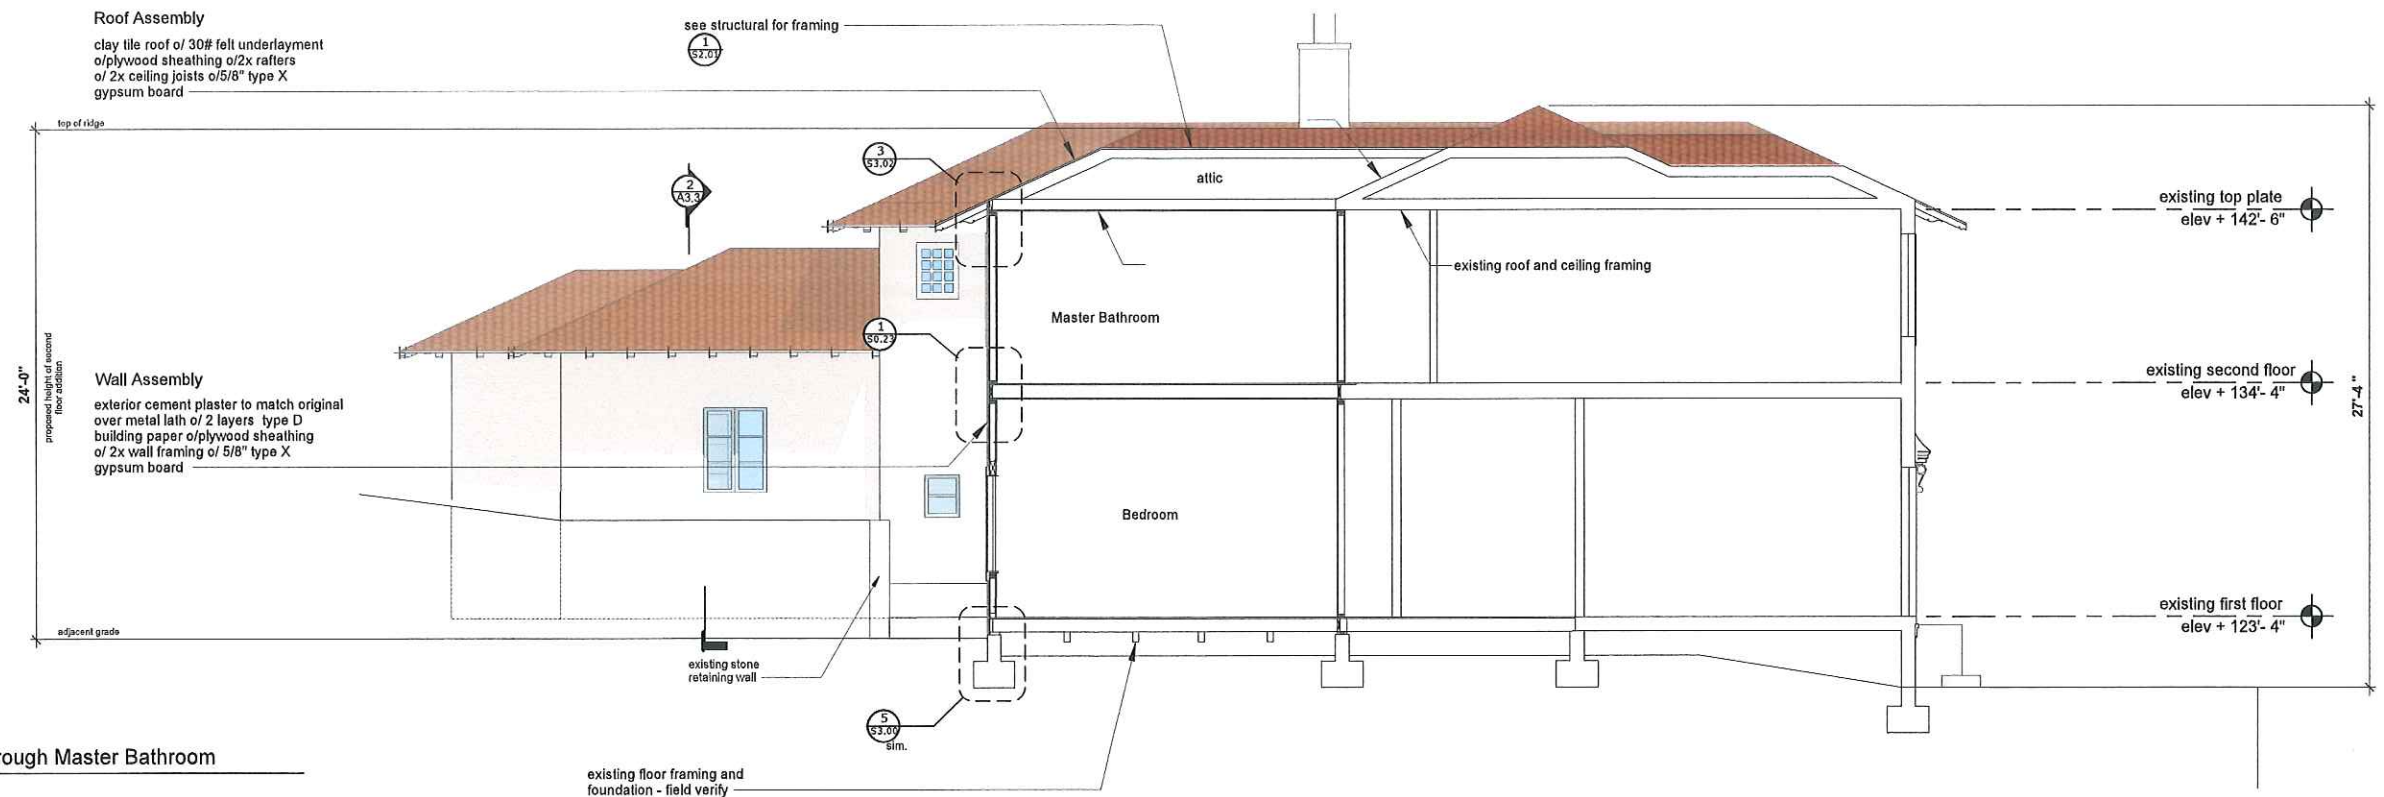 Roof Assembly
clay tile roof o/ 30# felt underlayment
o/plywood sheathing o/2x rafters
o/ 2x ceiling joists o/5/8" type X
gypsum board
see structural for framing
1
S2.01
top of ridge
3
S3.02
2
A3.3
attic
existing top plate
elev + 142'- 6"
existing roof and ceiling framing
Master Bathroom
1
S0.23
24'-0"
proposed height of second
floor addition
Wall Assembly
exterior cement plaster to match original
over metal lath o/ 2 layers type D
building paper o/plywood sheathing
o/ 2x wall framing o/ 5/8" type X
gypsum board
existing second floor
elev + 134'- 4"
27'-4"
Bedroom
existing first floor
elev + 123'- 4"
adjacent grade
existing stone
retaining wall
5
S3.00
sim.
rough Master Bathroom
existing floor framing and
foundation - field verify